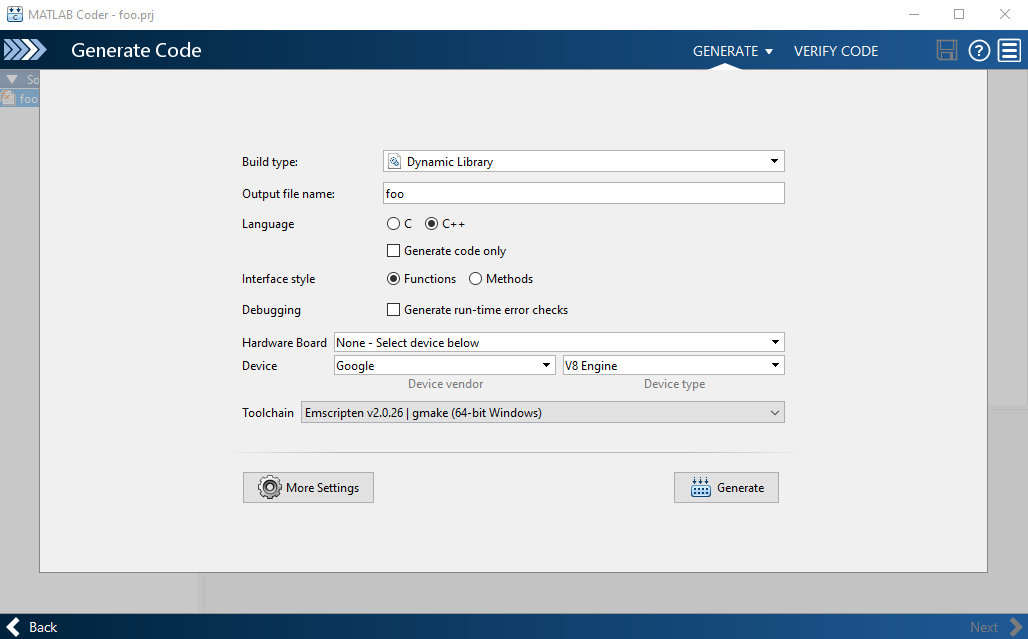 MATLAB Coder - foo.prj
Generate Code
GENERATE
VERIFY CODE
So
foo
Build type:
Dynamic Library
Output file name:
foo
Language
C
C++
Generate code only
Interface style
Functions
Methods
Debugging
Generate run-time error checks
Hardware Board
None - Select device below
Device
Google
V8 Engine
Device vendor
Device type
Toolchain
Emscripten v2.0.26 | gmake (64-bit Windows)
More Settings
Generate
Back
Next